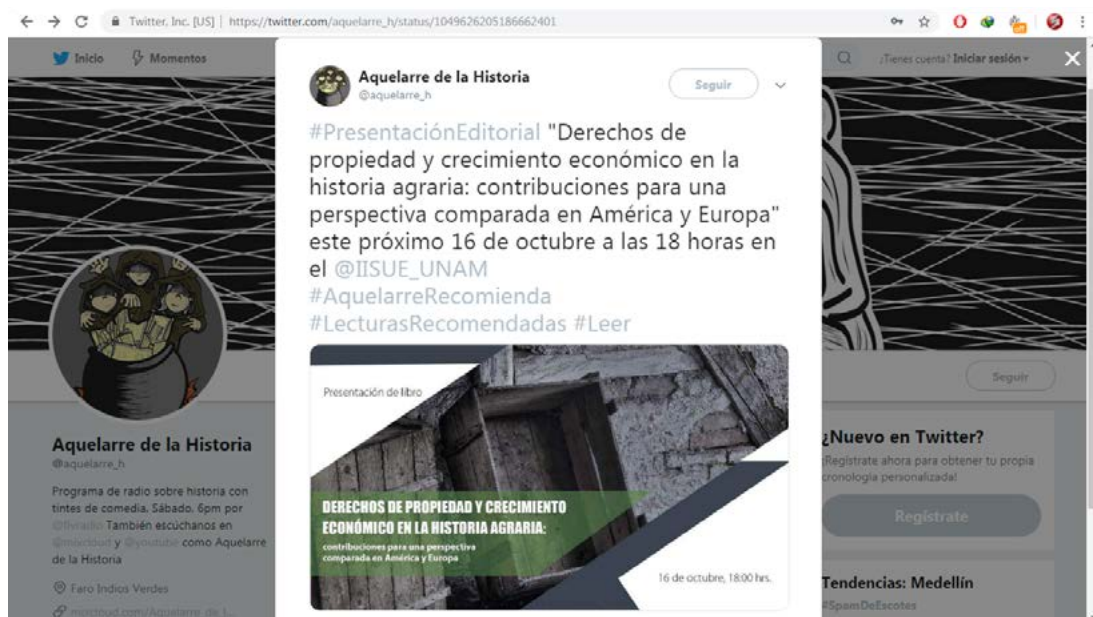 Twitter, Inc. [US] | https://twitter.com/aquelarre_h/status/1049626205186662401
Inicio Momentos
¿Tienes cuenta? Iniciar sesión
Aquelarre de la Historia
@aquelarre_h
Seguir
#PresentaciónEditorial "Derechos de
propiedad y crecimiento económico en la
historia agraria: contribuciones para una
perspectiva comparada en América y Europa"
este próximo 16 de octubre a las 18 horas en
el @IISUE_UNAM
#AquelarreRecomienda
#LecturasRecomendadas #Leer
Presentación de libro
DERECHOS DE PROPIEDAD Y CRECIMIENTO
ECONÓMICO EN LA HISTORIA AGRARIA:
contribuciones para una perspectiva
comparada en América y Europa
16 de octubre, 18:00 hrs.
Aquelarre de la Historia
@aquelarre_h
Programa de radio sobre historia con
tintes de comedia. Sábado, 6pm por
También escúchanos en
@mixcloud y @youtube como Aquelarre
de la Historia
Faro Indios Verdes
mixcloud.com/Aquelarre_de_l...
Seguir
¿Nuevo en Twitter?
¡Regístrate ahora para obtener tu propia
cronología personalizada!
Regístrate
Tendencias: Medellín
#SpamDeEscotes